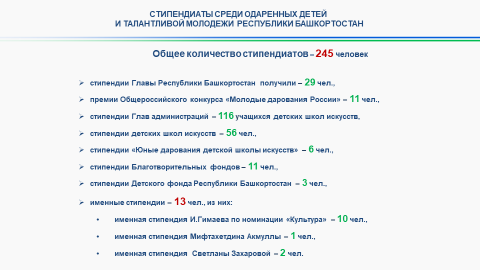 СТИПЕНДИАТЫ СРЕДИ ОДАРЕННЫХ ДЕТЕЙ
И ТАЛАНТЛИВОЙ МОЛОДЕЖИ РЕСПУБЛИКИ БАШКОРТОСТАН
Общее количество стипендиатов – 245 человек
➢ стипендии Главы Республики Башкортостан получили – 29 чел.,
➢ премии Общероссийского конкурса «Молодые дарования России» – 11 чел.,
➢ стипендии Глав администраций – 116 учащихся детских школ искусств,
➢ стипендии детских школ искусств – 56 чел.,
➢ стипендии «Юные дарования детской школы искусств» – 6 чел.,
➢ стипендии Благотворительных фондов – 11 чел.,
➢ стипендии Детского фонда Республики Башкортостан – 3 чел.,
➢ именные стипендии – 13 чел., из них:
• именная стипендия И.Гимаева по номинации «Культура» – 10 чел.,
• именная стипендия Мифтахетдина Акмуллы – 1 чел.,
• именная стипендия Светланы Захаровой – 2 чел.